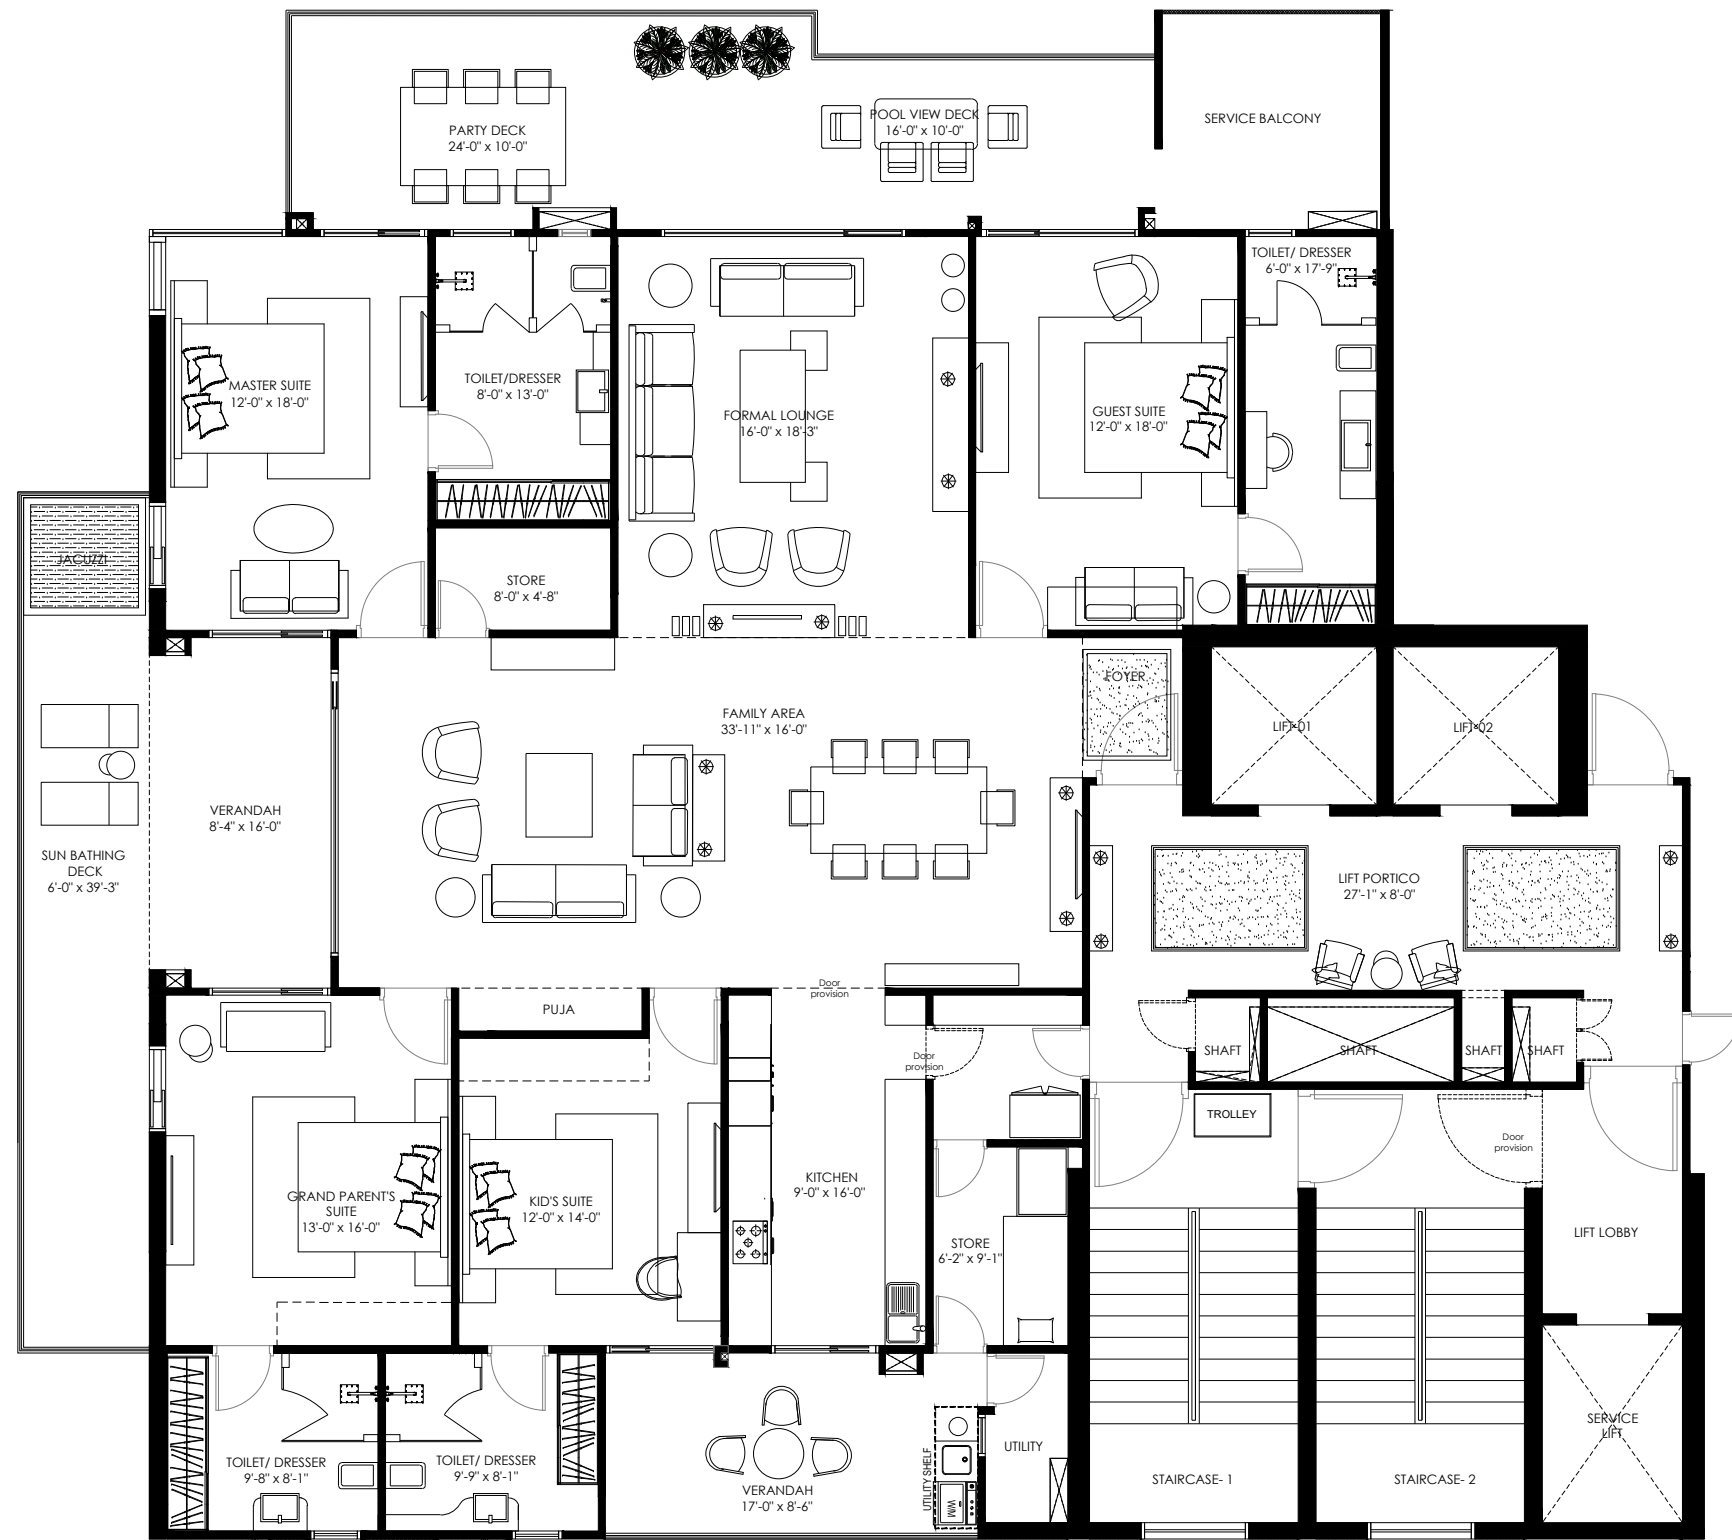 PARTY DECK
24'-0" x 10'-0"
POOL VIEW DECK
16'-0" x 10'-0"
SERVICE BALCONY
TOILET/ DRESSER
6'-0" x 17'-9"
MASTER SUITE
12'-0" x 18'-0"
TOILET/DRESSER
8'-0" x 13'-0"
FORMAL LOUNGE
16'-0" x 18'-3"
GUEST SUITE
12'-0" x 18'-0"
JACUZZI
STORE
8'-0" x 4'-8"
FOYER
FAMILY AREA
33'-11" x 16'-0"
LIFT-01
LIFT-02
VERANDAH
8'-4" x 16'-0"
SUN BATHING
DECK
6'-0" x 39'-3"
LIFT PORTICO
27'-1" x 8'-0"
PUJA
Door
provision
Door
provision
SHAFT
SHAFT
SHAFT
SHAFT
TROLLEY
Door
provision
GRAND PARENT'S
SUITE
13'-0" x 16'-0"
KID'S SUITE
12'-0" x 14'-0"
KITCHEN
9'-0" x 16'-0"
STORE
6'-2" x 9'-1"
LIFT LOBBY
SERVICE
LIFT
TOILET/ DRESSER
9'-8" x 8'-1"
TOILET/ DRESSER
9'-9" x 8'-1"
VERANDAH
17'-0" x 8'-6"
UTILITY SHELF
W/M
UTILITY
STAIRCASE- 1
STAIRCASE- 2